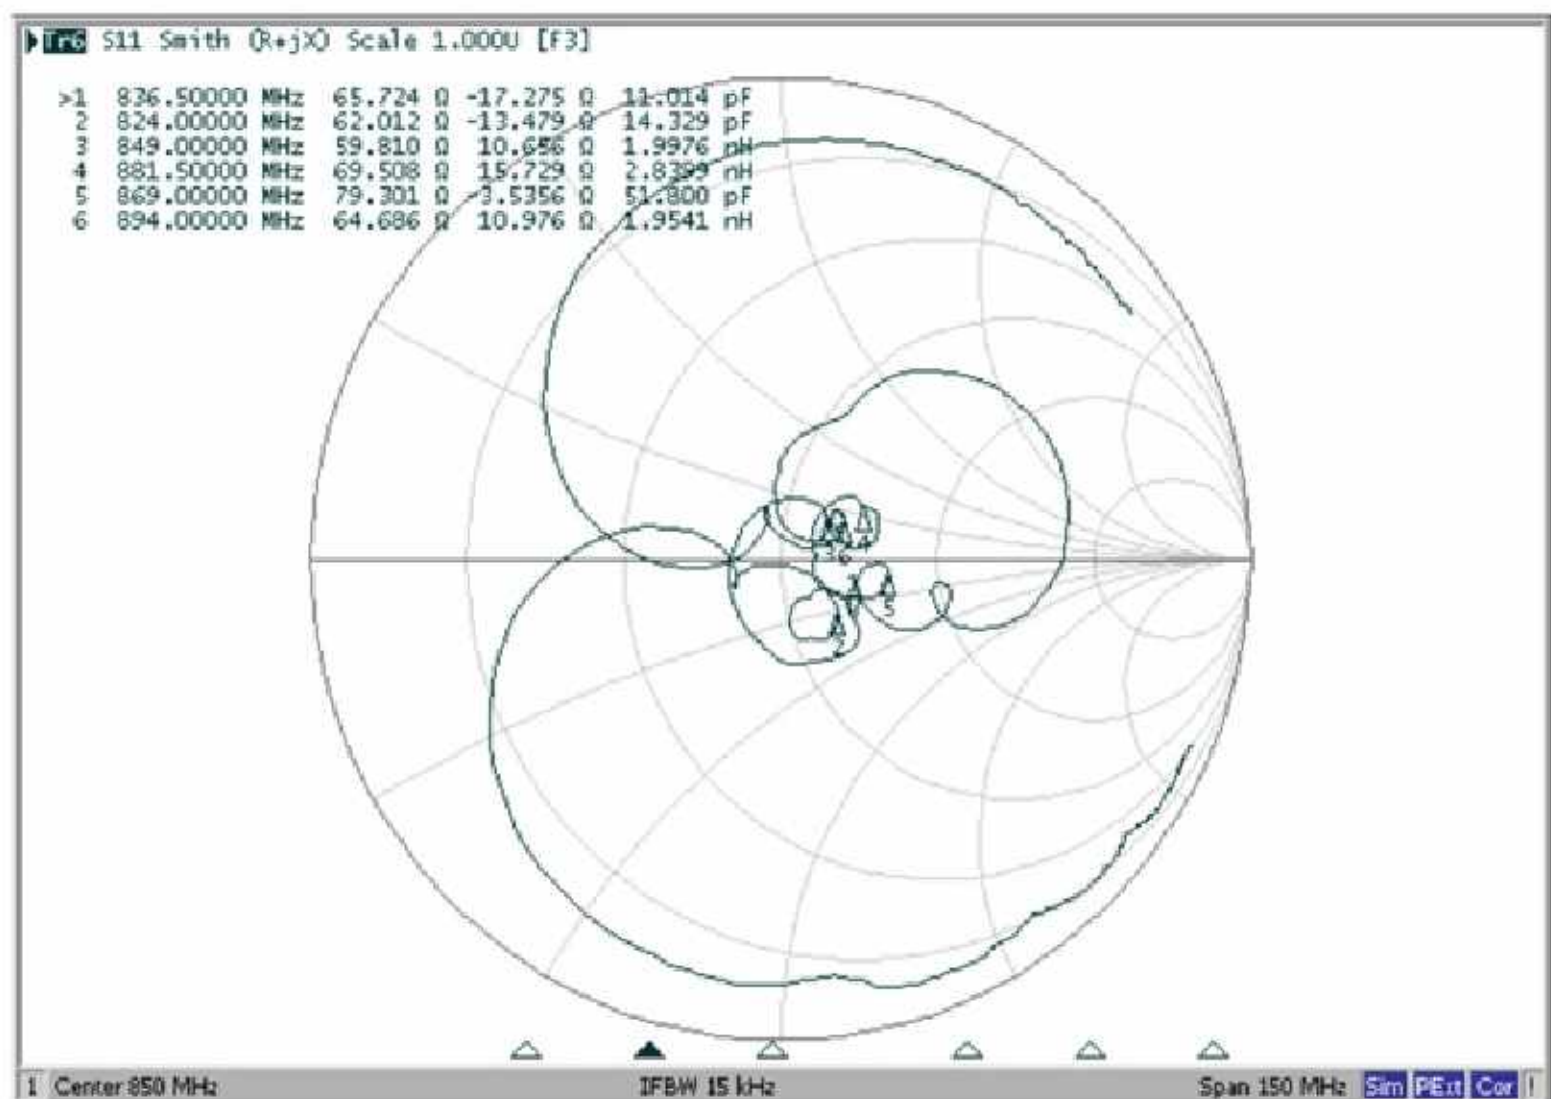 Tr6 S11 Smith (R+jX) Scale 1.000U [F3]
>1 836.50000 MHz 65.724 Ω -17.275 Ω 11.014 pF
2 824.00000 MHz 62.012 Ω -13.479 Ω 14.329 pF
3 849.00000 MHz 59.810 Ω 10.656 Ω 1.9976 nH
4 881.50000 MHz 69.508 Ω 15.729 Ω 2.8399 nH
5 869.00000 MHz 79.301 Ω -3.5356 Ω 51.800 pF
6 894.00000 MHz 64.686 Ω 10.976 Ω 1.9541 nH
1 Center 850 MHz IFBW 15 kHz Span 150 MHz Sim PExt Cor !